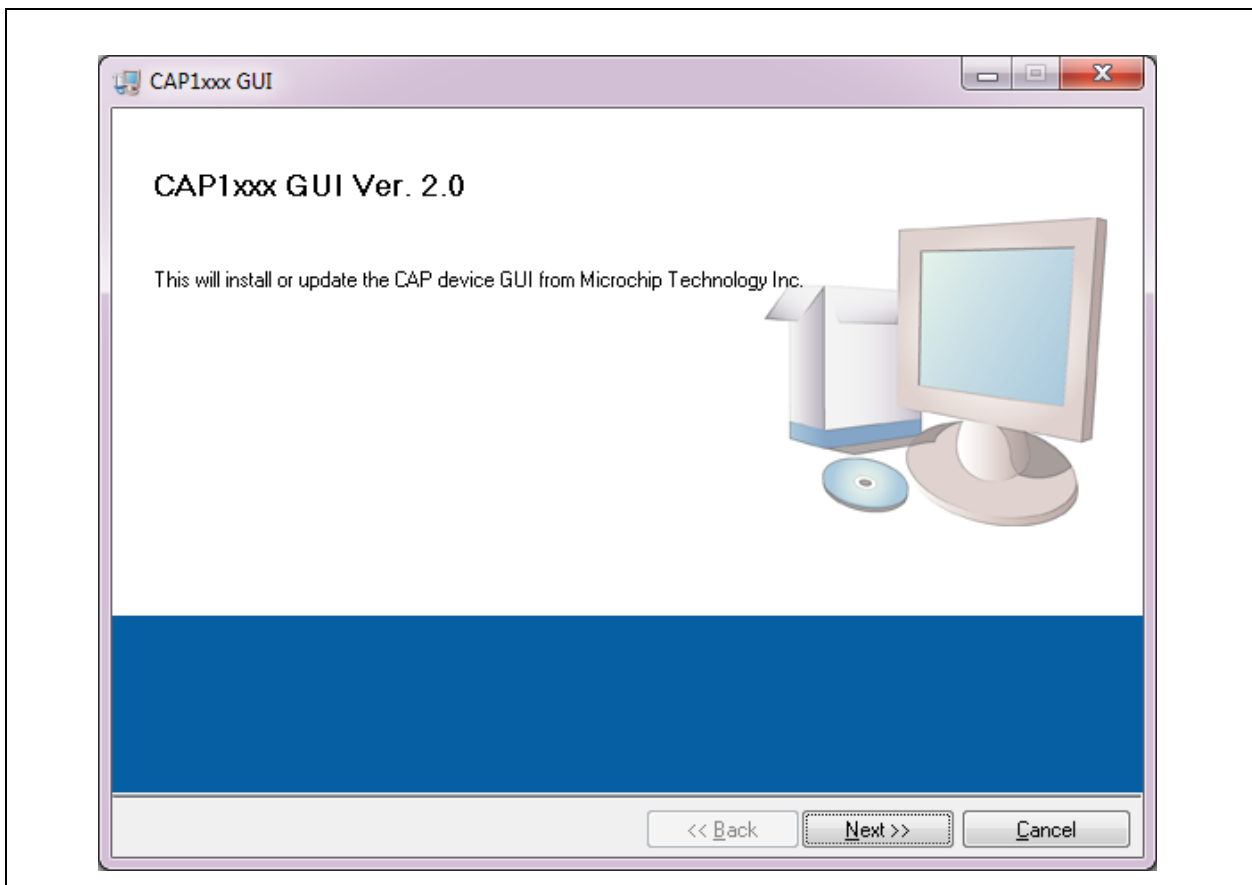 CAP1xxx GUI
CAP1xxx GUI Ver. 2.0
This will install or update the CAP device GUI from Microchip Technology Inc.
<< Back
Next >>
Cancel